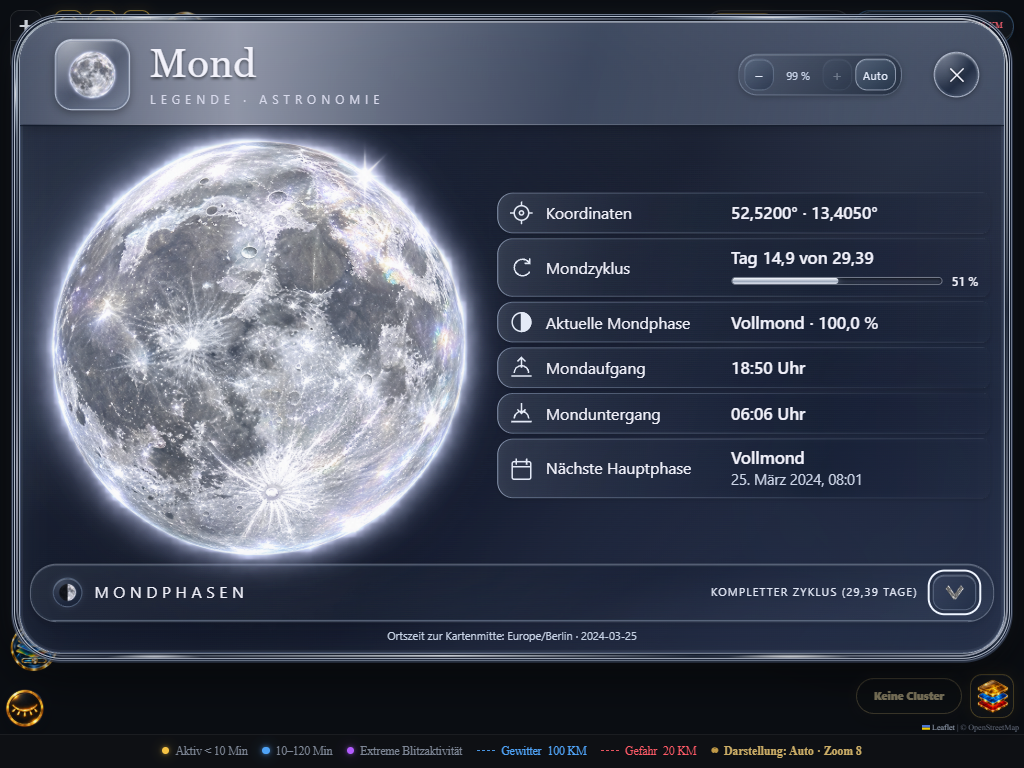 Mond
LEGENDE · ASTRONOMIE
− 99 % + Auto
Koordinaten 52,5200° · 13,4050°
Mondzyklus Tag 14,9 von 29,39
51 %
Aktuelle Mondphase Vollmond · 100,0 %
Mondaufgang 18:50 Uhr
Monduntergang 06:06 Uhr
Nächste Hauptphase Vollmond
25. März 2024, 08:01
MONDPHASEN KOMPLETTER ZYKLUS (29,39 TAGE)
Ortszeit zur Kartenmitte: Europe/Berlin · 2024-03-25
Keine Cluster
Leaflet | © OpenStreetMap
Aktiv < 10 Min 10–120 Min Extreme Blitzaktivität Gewitter 100 KM Gefahr 20 KM Darstellung: Auto · Zoom 8